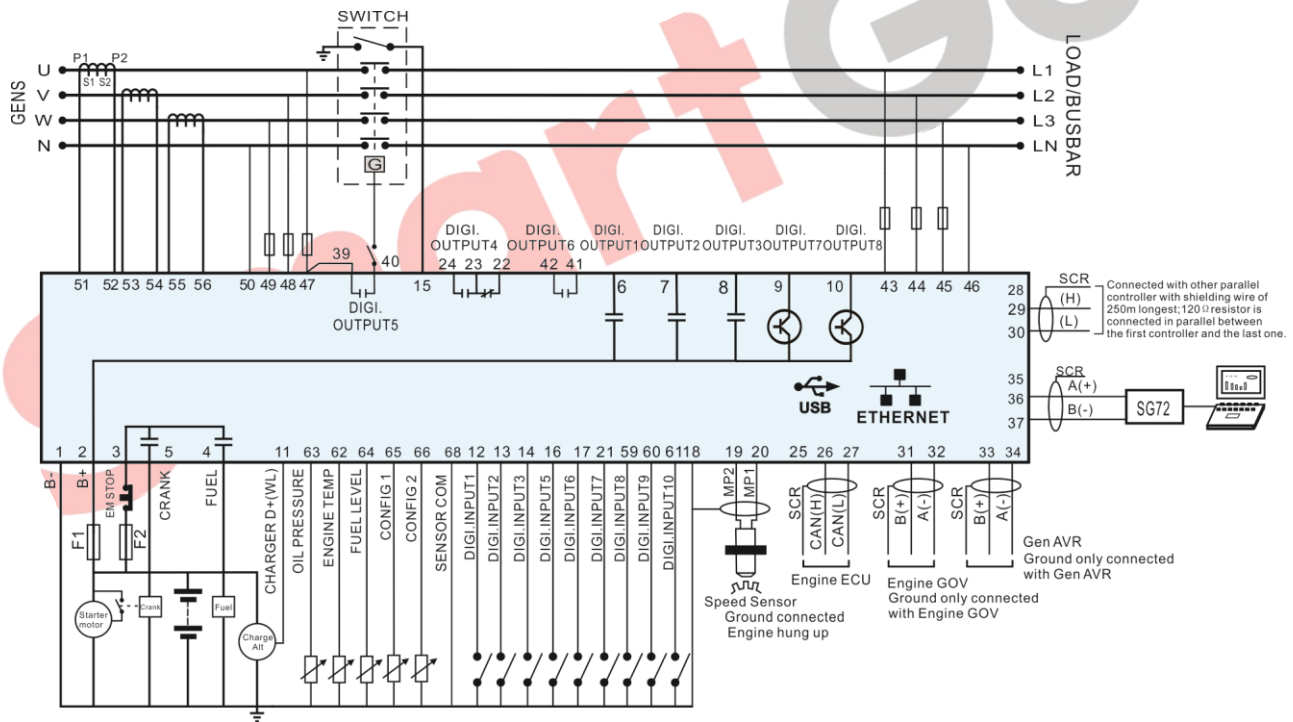 SmartGe
SWITCH
P1 P2
S1 S2
GENS
U
V
W
N
G
L1
L2
L3
LN
LOAD/BUSBAR
39
40
DIGI. OUTPUT4
DIGI. OUTPUT6
DIGI. OUTPUT1
DIGI. OUTPUT2
DIGI. OUTPUT3
DIGI. OUTPUT7
DIGI. OUTPUT8
24 23 22
42 41
51 52 53 54 55 56 50 49 48 47
15
6 7 8 9 10
43 44 45 46
DIGI. OUTPUT5
28
29
30
SCR
(H)
(L)
Connected with other parallel
controller with shielding wire of
250m longest;120Ω resistor is
connected in parallel between
the first controller and the last one.
35
36
37
SCR
A(+)
B(-)
SG72
USB
ETHERNET
1 2 3 5 4 11 63 62 64 65 66 68 12 13 14 16 17 21 59 60 61 18 19 20 25 26 27 31 32 33 34
B-
B+
EM STOP
CRANK
FUEL
CHARGER D+(WL)
OIL PRESSURE
ENGINE TEMP
FUEL LEVEL
CONFIG 1
CONFIG 2
SENSOR COM
DIGI.INPUT1
DIGI.INPUT2
DIGI.INPUT3
DIGI.INPUT5
DIGI.INPUT6
DIGI.INPUT7
DIGI.INPUT8
DIGI.INPUT9
DIGI.INPUT10
MP2
MP1
SCR
CAN(H)
CAN(L)
SCR
B(+)
A(-)
SCR
B(+)
A(-)
F1
F2
Starter
motor
Crank
Fuel
Charge
Alt
Speed Sensor
Ground connected
Engine hung up
Engine ECU
Engine GOV
Ground only connected
with Engine GOV
Gen AVR
Ground only connected
with Gen AVR